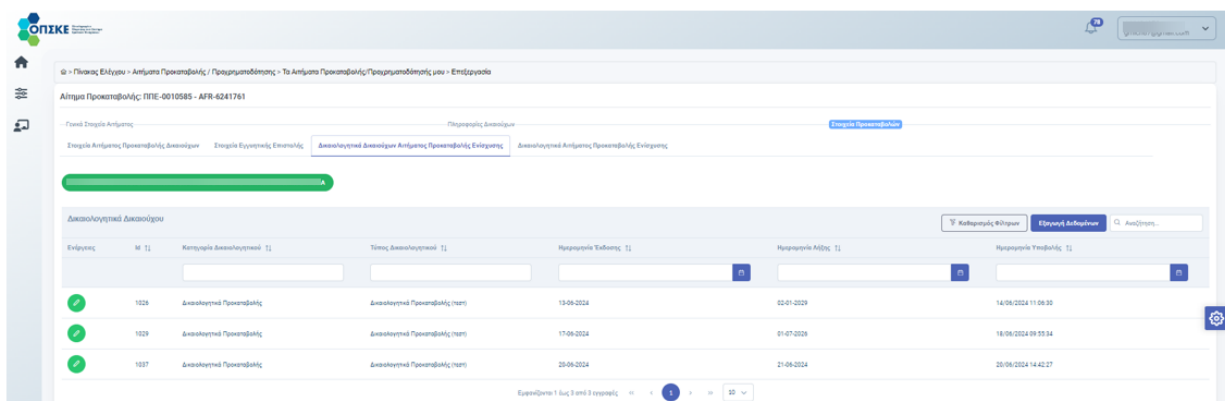 ΟΠΣΚΕ
70
⌂ > Πίνακας Ελέγχου > Αιτήματα Προκαταβολής / Προχρηματοδότησης > Τα Αιτήματα Προκαταβολής/Προχρηματοδότησής μου > Επεξεργασία
Αίτημα Προκαταβολής: ΠΠΕ-0010585 - AFR-6241761
Γενικά Στοιχεία Αιτήματος Πληροφορίες Δικαιούχων Στοιχεία Προκαταβολών
Στοιχεία Αιτήματος Προκαταβολής Δικαιούχων Στοιχεία Εγγυητικής Επιστολής Δικαιολογητικά Δικαιούχων Αιτήματος Προκαταβολής Ενίσχυσης Δικαιολογητικά Αιτήματος Προκαταβολής Ενίσχυσης
Α
Δικαιολογητικά Δικαιούχου Καθαρισμός Φίλτρων Εξαγωγή Δεδομένων Αναζήτηση...
Ενέργειες Μ Κατηγορία Δικαιολογητικού Τύπος Δικαιολογητικού Ημερομηνία Έκδοσης Ημερομηνία Λήξης Ημερομηνία Υποβολής
1026 Δικαιολογητικά Προκαταβολής Δικαιολογητικά Προκαταβολής (τεστ) 13-06-2024 02-01-2029 14/06/2024 11:06:30
1029 Δικαιολογητικά Προκαταβολής Δικαιολογητικά Προκαταβολής (τεστ) 17-06-2024 01-07-2026 18/06/2024 09:55:34
1037 Δικαιολογητικά Προκαταβολής Δικαιολογητικά Προκαταβολής (τεστ) 20-06-2024 21-06-2024 20/06/2024 14:42:27
Εμφανίζονται 1 έως 3 από 3 εγγραφές « ‹ 1 › » 10